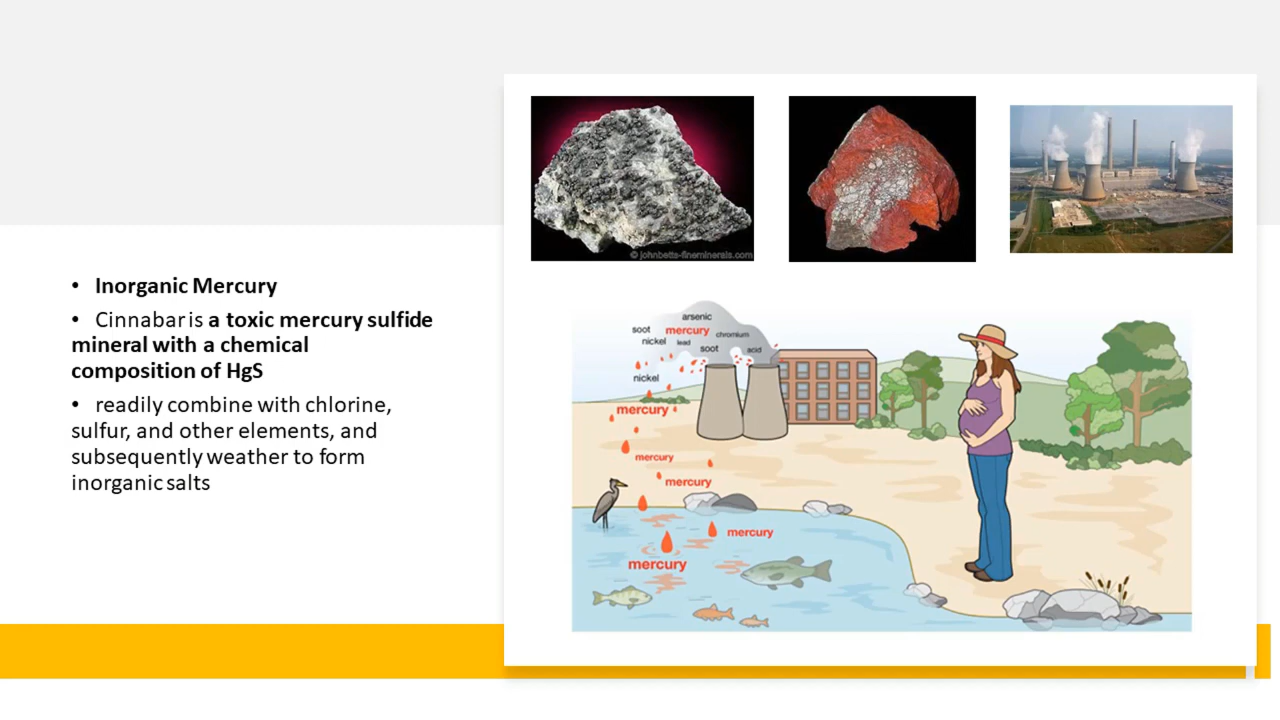 • Inorganic Mercury
• Cinnabar is a toxic mercury sulfide
mineral with a chemical
composition of HgS
• readily combine with chlorine,
sulfur, and other elements, and
subsequently weather to form
inorganic salts
© johnbetts-fineminerals.com
arsenic
soot mercury chromium
nickel lead
soot acid
nickel
mercury
mercury
mercury
mercury
mercury